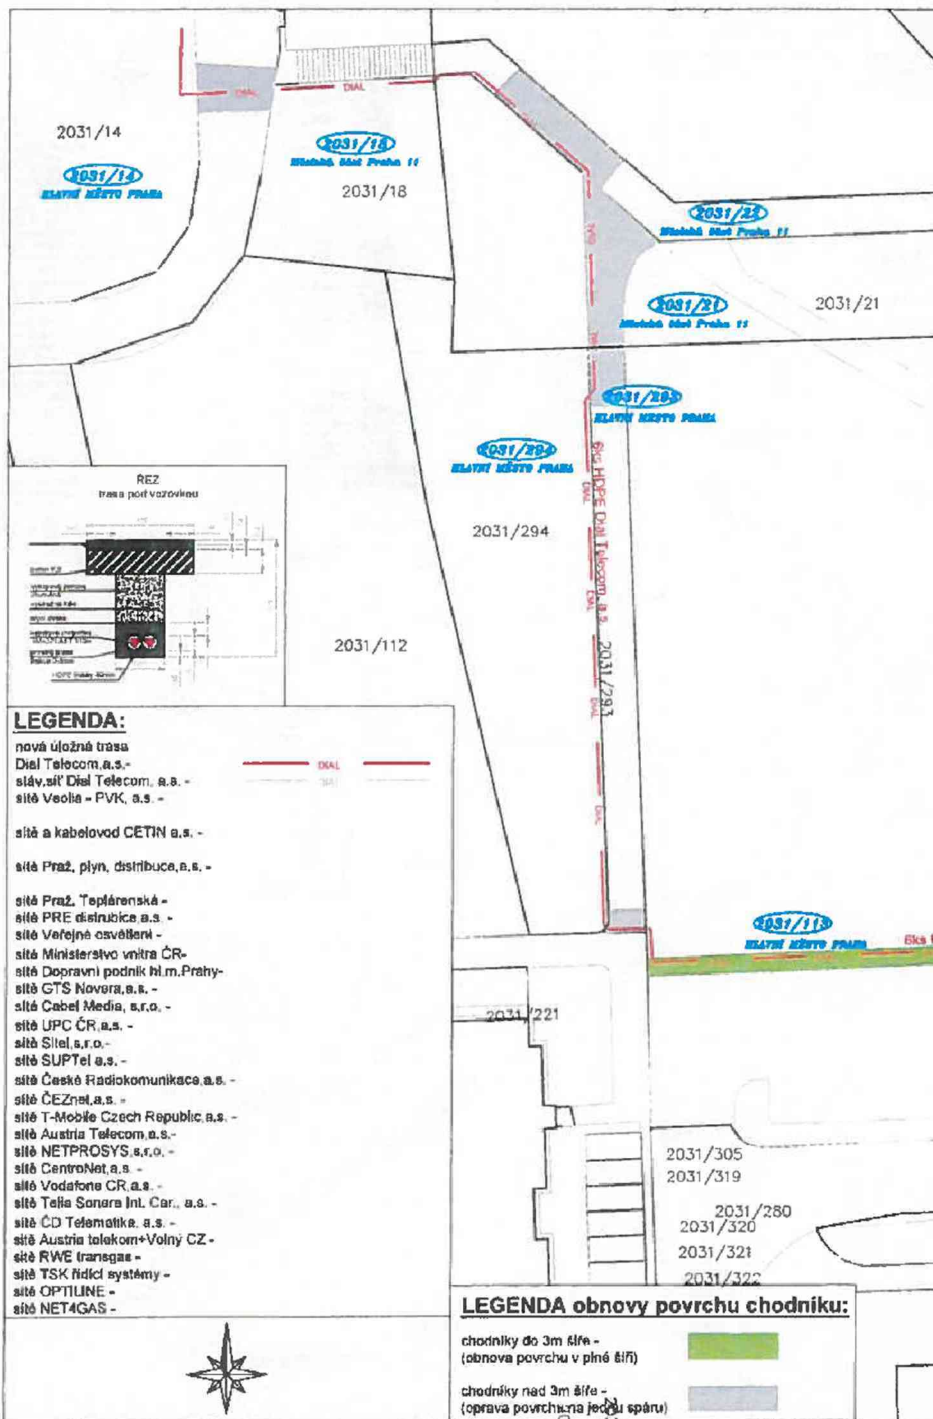 DIAL
DIAL
2031/14
2031/14
HLAVNÍ MĚSTO PRAHA
2031/18
Městská část Praha 11
2031/18
2031/22
Městská část Praha 11
2031/21
Městská část Praha 11
2031/21
2031/293
HLAVNÍ MĚSTO PRAHA
2031/294
HLAVNÍ MĚSTO PRAHA
2031/294
6ks HDPE Dial Telecom, a.s.
2031/293
DIAL
DIAL
DIAL
DIAL
DIAL
ŘEZ
trasa pod vozovkou
2031/112
2031/113
HLAVNÍ MĚSTO PRAHA
6ks
2031/221
2031/305
2031/319
2031/280
2031/320
2031/321
2031/322
LEGENDA:
nová úložná trasa
Dial Telecom,a.s.-
DIAL
stáv.síť Dial Telecom, a.s. -
sítě Veolia - PVK, a.s. -
sítě a kabelovod CETIN a.s. -
sítě Praž. plyn. distribuce,a.s. -
sítě Praž. Teplárenská -
sítě PRE distrubice,a.s. -
sítě Veřejné osvětlení -
sítě Ministerstvo vnitra ČR-
sítě Dopravní podnik hl.m.Prahy-
sítě GTS Novera,a.s. -
sítě Cabel Media, s.r.o. -
sítě UPC ČR,a.s. -
sítě Sitel,s.r.o.-
sítě SUPTel a.s. -
sítě České Radiokomunikace,a.s. -
sítě ČEZnet,a.s. -
sítě T-Mobile Czech Republic,a.s. -
sítě Austria Telecom,a.s.-
sítě NETPROSYS,s.r.o. -
sítě CentroNet,a.s. -
sítě Vodafone CR,a.s. -
sítě Telia Sonera Int. Car., a.s. -
sítě ČD Telematika, a.s. -
sítě Austria telekom+Volný CZ -
sítě RWE transgas -
sítě TSK řídící systémy -
sítě OPTILINE -
sítě NET4GAS -
LEGENDA obnovy povrchu chodníku:
chodníky do 3m šíře -
(obnova povrchu v plné šíři)
chodníky nad 3m šíře -
(oprava povrchu na jednu spáru)